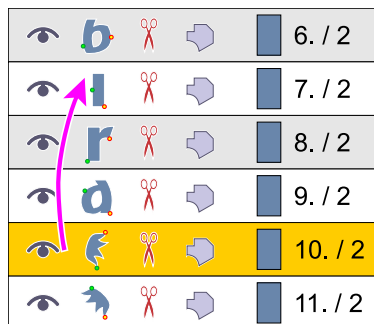 b 6. / 2
l 7. / 2
r 8. / 2
a 9. / 2
10. / 2
11. / 2